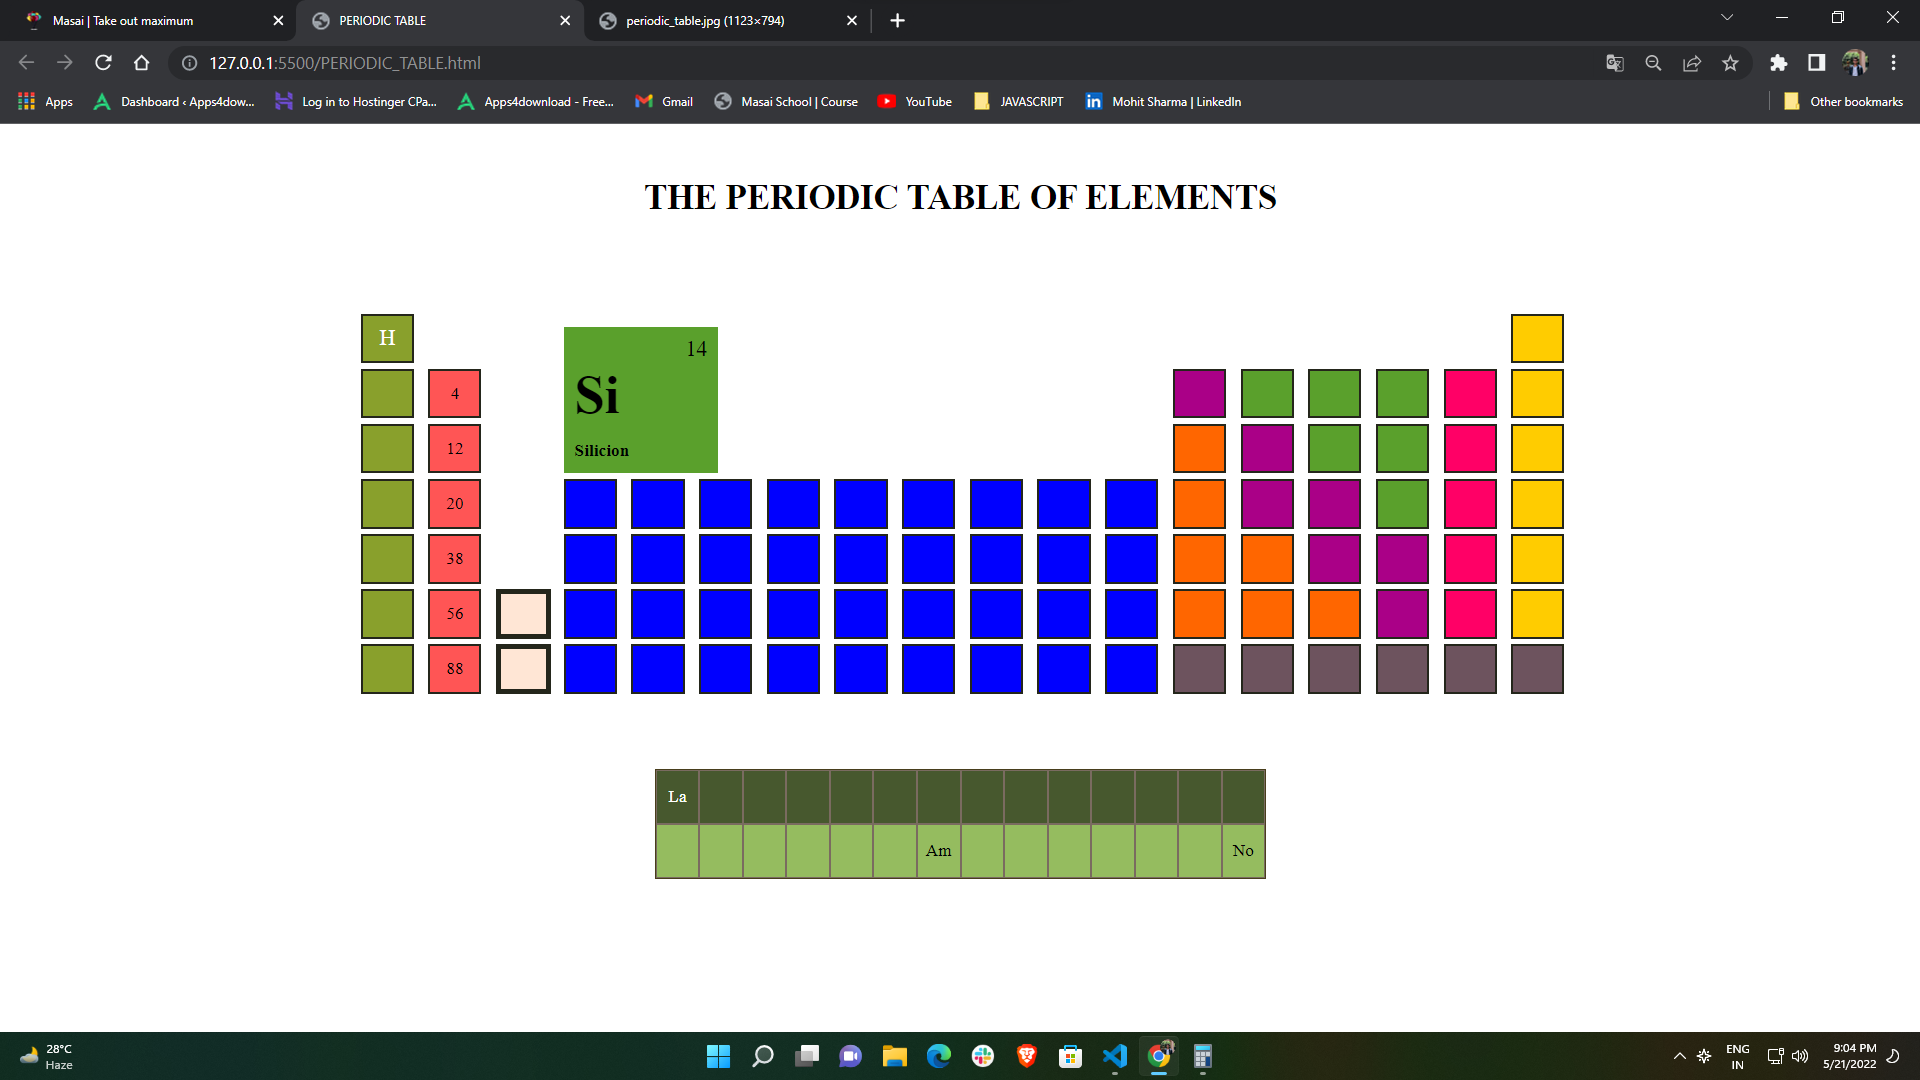 Masai | Take out maximum
PERIODIC TABLE
periodic_table.jpg (1123×794)
127.0.0.1:5500/PERIODIC_TABLE.html
Apps
Dashboard ‹ Apps4dow...
Log in to Hostinger CPa...
Apps4download - Free...
Gmail
Masai School | Course
YouTube
JAVASCRIPT
Mohit Sharma | LinkedIn
Other bookmarks
THE PERIODIC TABLE OF ELEMENTS
H
14
Si
Silicion
4
12
20
38
56
88
La
Am
No
28°C
Haze
ENG
IN
9:04 PM
5/21/2022